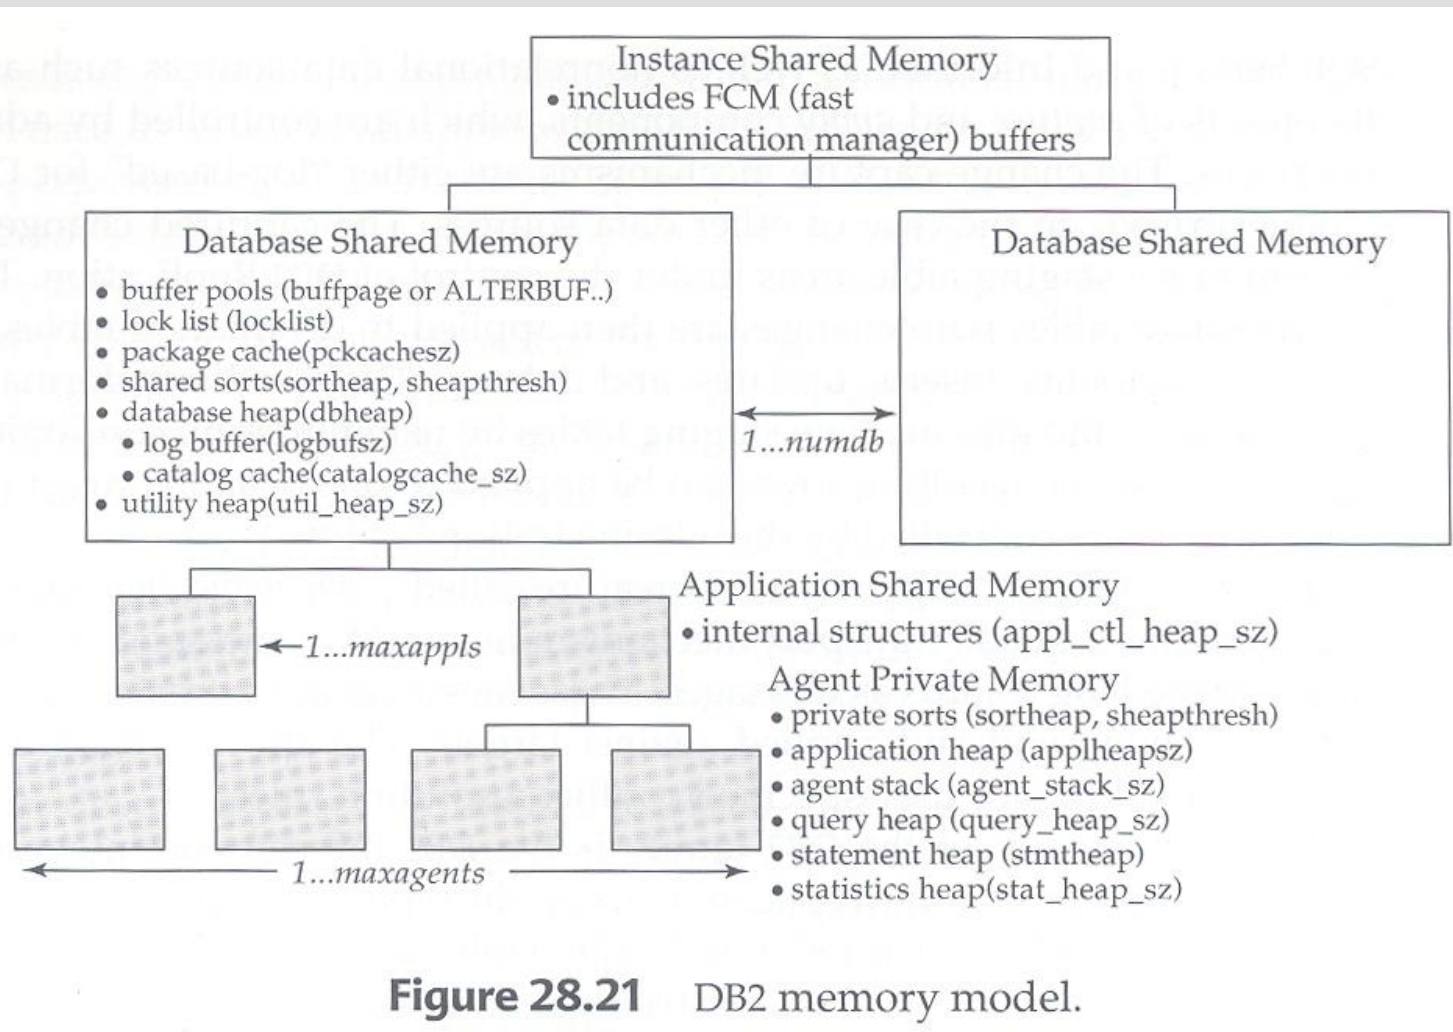 Instance Shared Memory
• includes FCM (fast
communication manager) buffers
Database Shared Memory
• buffer pools (buffpage or ALTERBUF..)
• lock list (locklist)
• package cache(pckcachesz)
• shared sorts(sortheap, sheapthresh)
• database heap(dbheap)
• log buffer(logbufsz)
• catalog cache(catalogcache_sz)
• utility heap(util_heap_sz)
1...numdb
Database Shared Memory
1...maxappls
Application Shared Memory
• internal structures (appl_ctl_heap_sz)
Agent Private Memory
• private sorts (sortheap, sheapthresh)
• application heap (applheapsz)
• agent stack (agent_stack_sz)
• query heap (query_heap_sz)
• statement heap (stmtheap)
• statistics heap(stat_heap_sz)
1...maxagents
Figure 28.21 DB2 memory model.